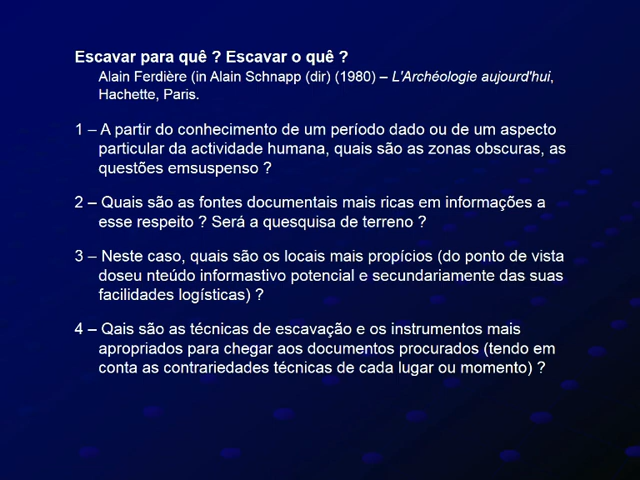 Escavar para quê ? Escavar o quê ?
Alain Ferdière (in Alain Schnapp (dir) (1980) – L'Archéologie aujourd'hui,
Hachette, Paris.
1 – A partir do conhecimento de um período dado ou de um aspecto
particular da actividade humana, quais são as zonas obscuras, as
questões emsuspenso ?
2 – Quais são as fontes documentais mais ricas em informações a
esse respeito ? Será a quesquisa de terreno ?
3 – Neste caso, quais são os locais mais propícios (do ponto de vista
doseu nteúdo informastivo potencial e secundariamente das suas
facilidades logísticas) ?
4 – Qais são as técnicas de escavação e os instrumentos mais
apropriados para chegar aos documentos procurados (tendo em
conta as contrariedades técnicas de cada lugar ou momento) ?